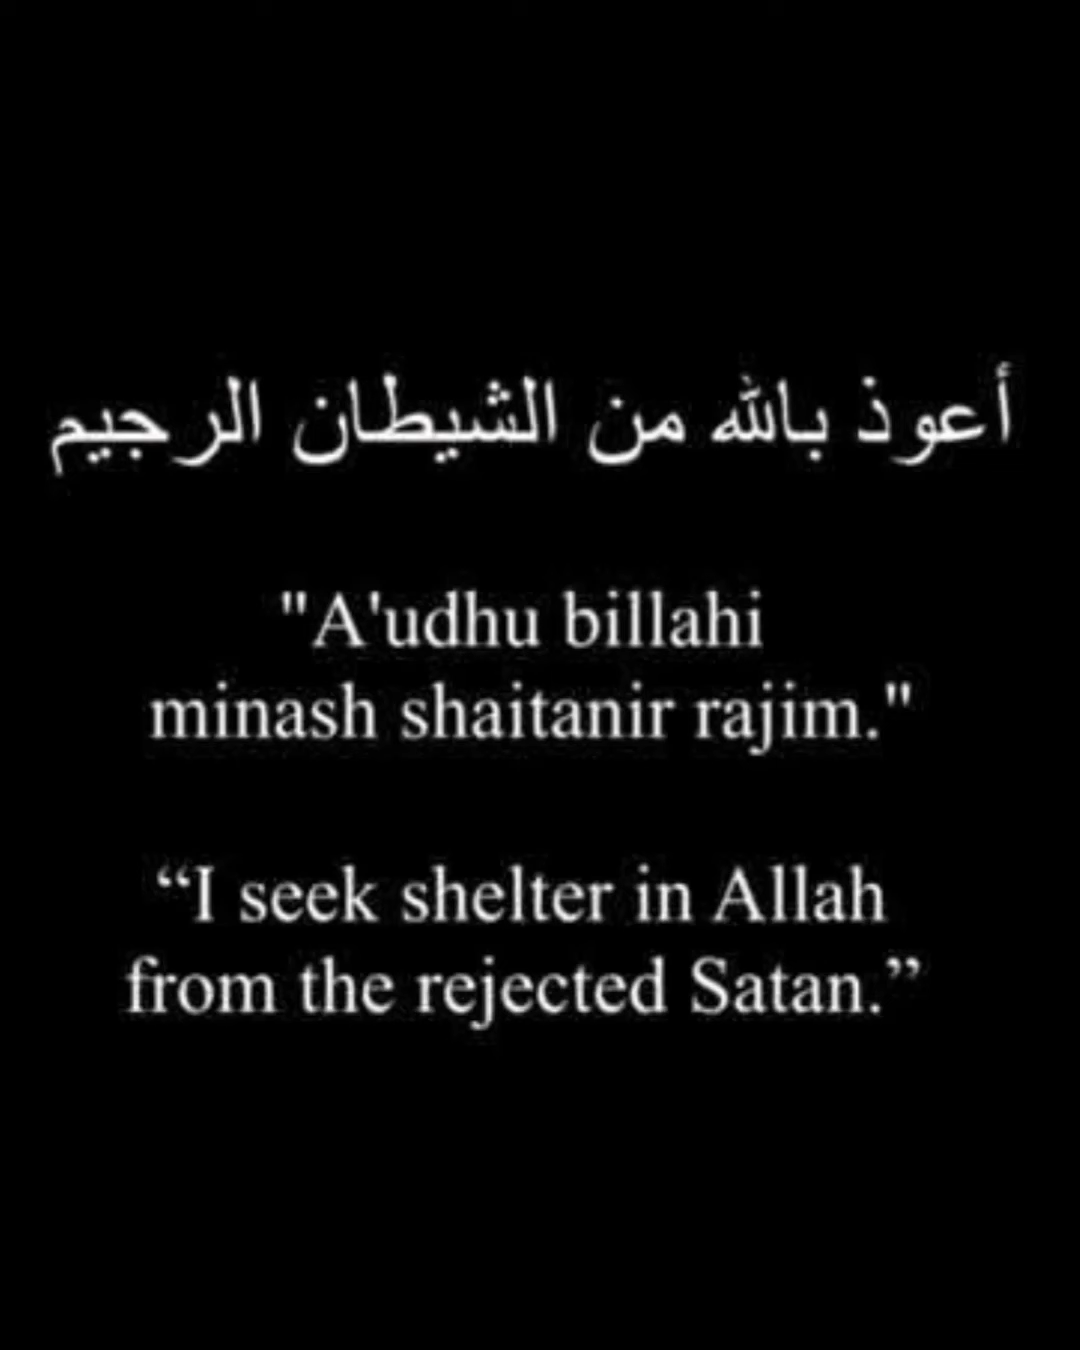 أعوذ بالله من الشيطان الرجيم
"A'udhu billahi
minash shaitanir rajim."
“I seek shelter in Allah
from the rejected Satan.”